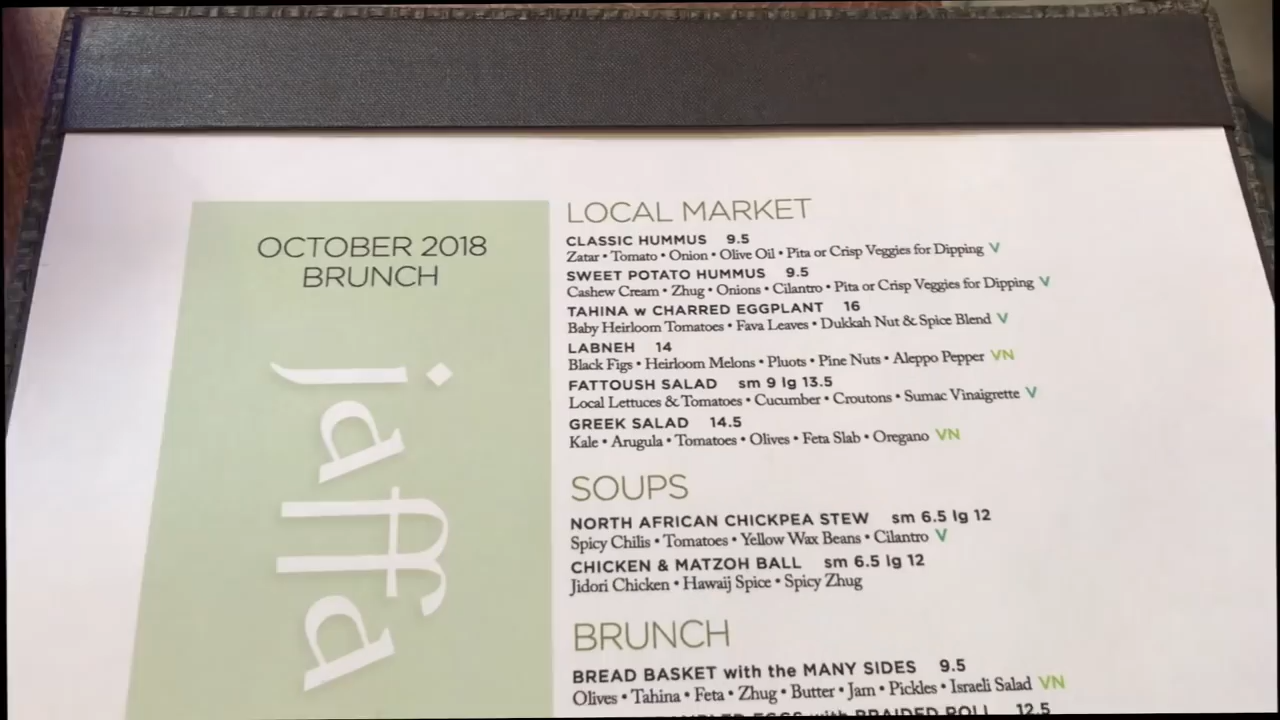 OCTOBER 2018
BRUNCH
jaffa
LOCAL MARKET
CLASSIC HUMMUS 9.5
Zatar • Tomato • Onion • Olive Oil • Pita or Crisp Veggies for Dipping V
SWEET POTATO HUMMUS 9.5
Cashew Cream • Zhug • Onions • Cilantro • Pita or Crisp Veggies for Dipping V
TAHINA w CHARRED EGGPLANT 16
Baby Heirloom Tomatoes • Fava Leaves • Dukkah Nut & Spice Blend V
LABNEH 14
Black Figs • Heirloom Melons • Pluots • Pine Nuts • Aleppo Pepper VN
FATTOUSH SALAD sm 9 lg 13.5
Local Lettuces & Tomatoes • Cucumber • Croutons • Sumac Vinaigrette V
GREEK SALAD 14.5
Kale • Arugula • Tomatoes • Olives • Feta Slab • Oregano VN
SOUPS
NORTH AFRICAN CHICKPEA STEW sm 6.5 lg 12
Spicy Chilis • Tomatoes • Yellow Wax Beans • Cilantro V
CHICKEN & MATZOH BALL sm 6.5 lg 12
Jidori Chicken • Hawaij Spice • Spicy Zhug
BRUNCH
BREAD BASKET with the MANY SIDES 9.5
Olives • Tahina • Feta • Zhug • Butter • Jam • Pickles • Israeli Salad VN
EGGS with BRAIDED ROLL 12.5